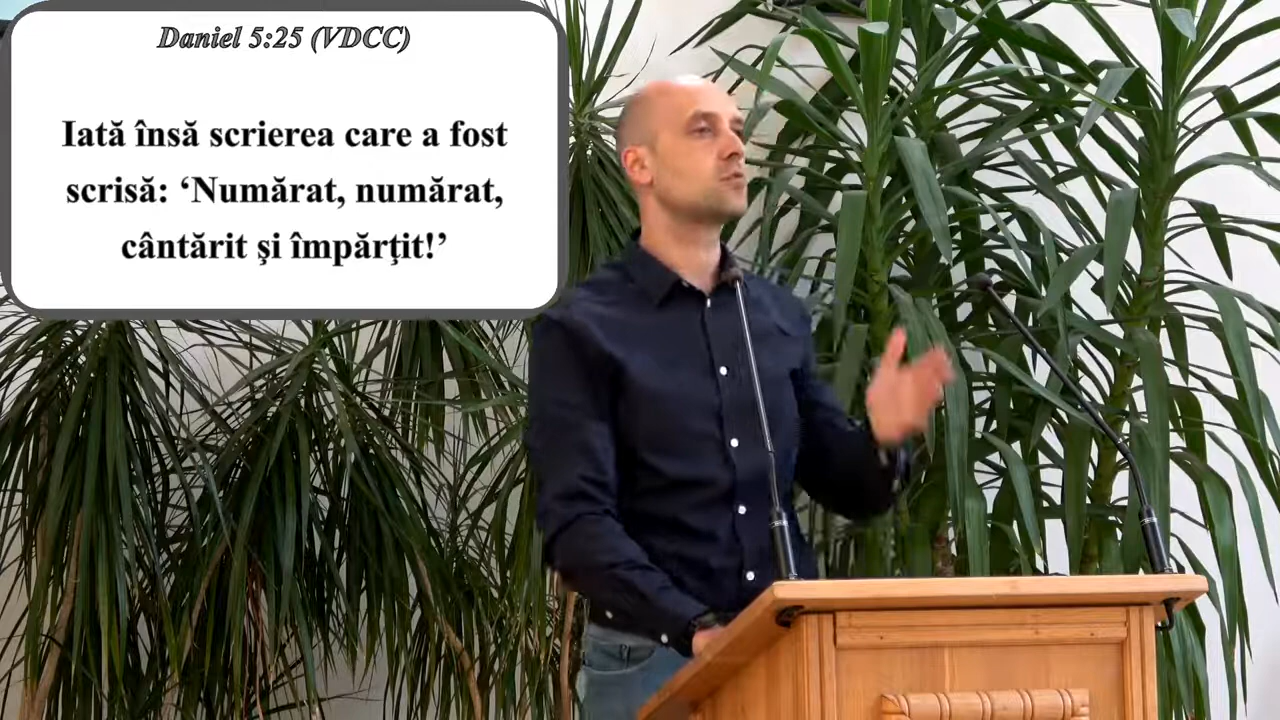 Daniel 5:25 (VDCC)
Iată însă scrierea care a fost
scrisă: ‘Numărat, numărat,
cântărit şi împărţit!’